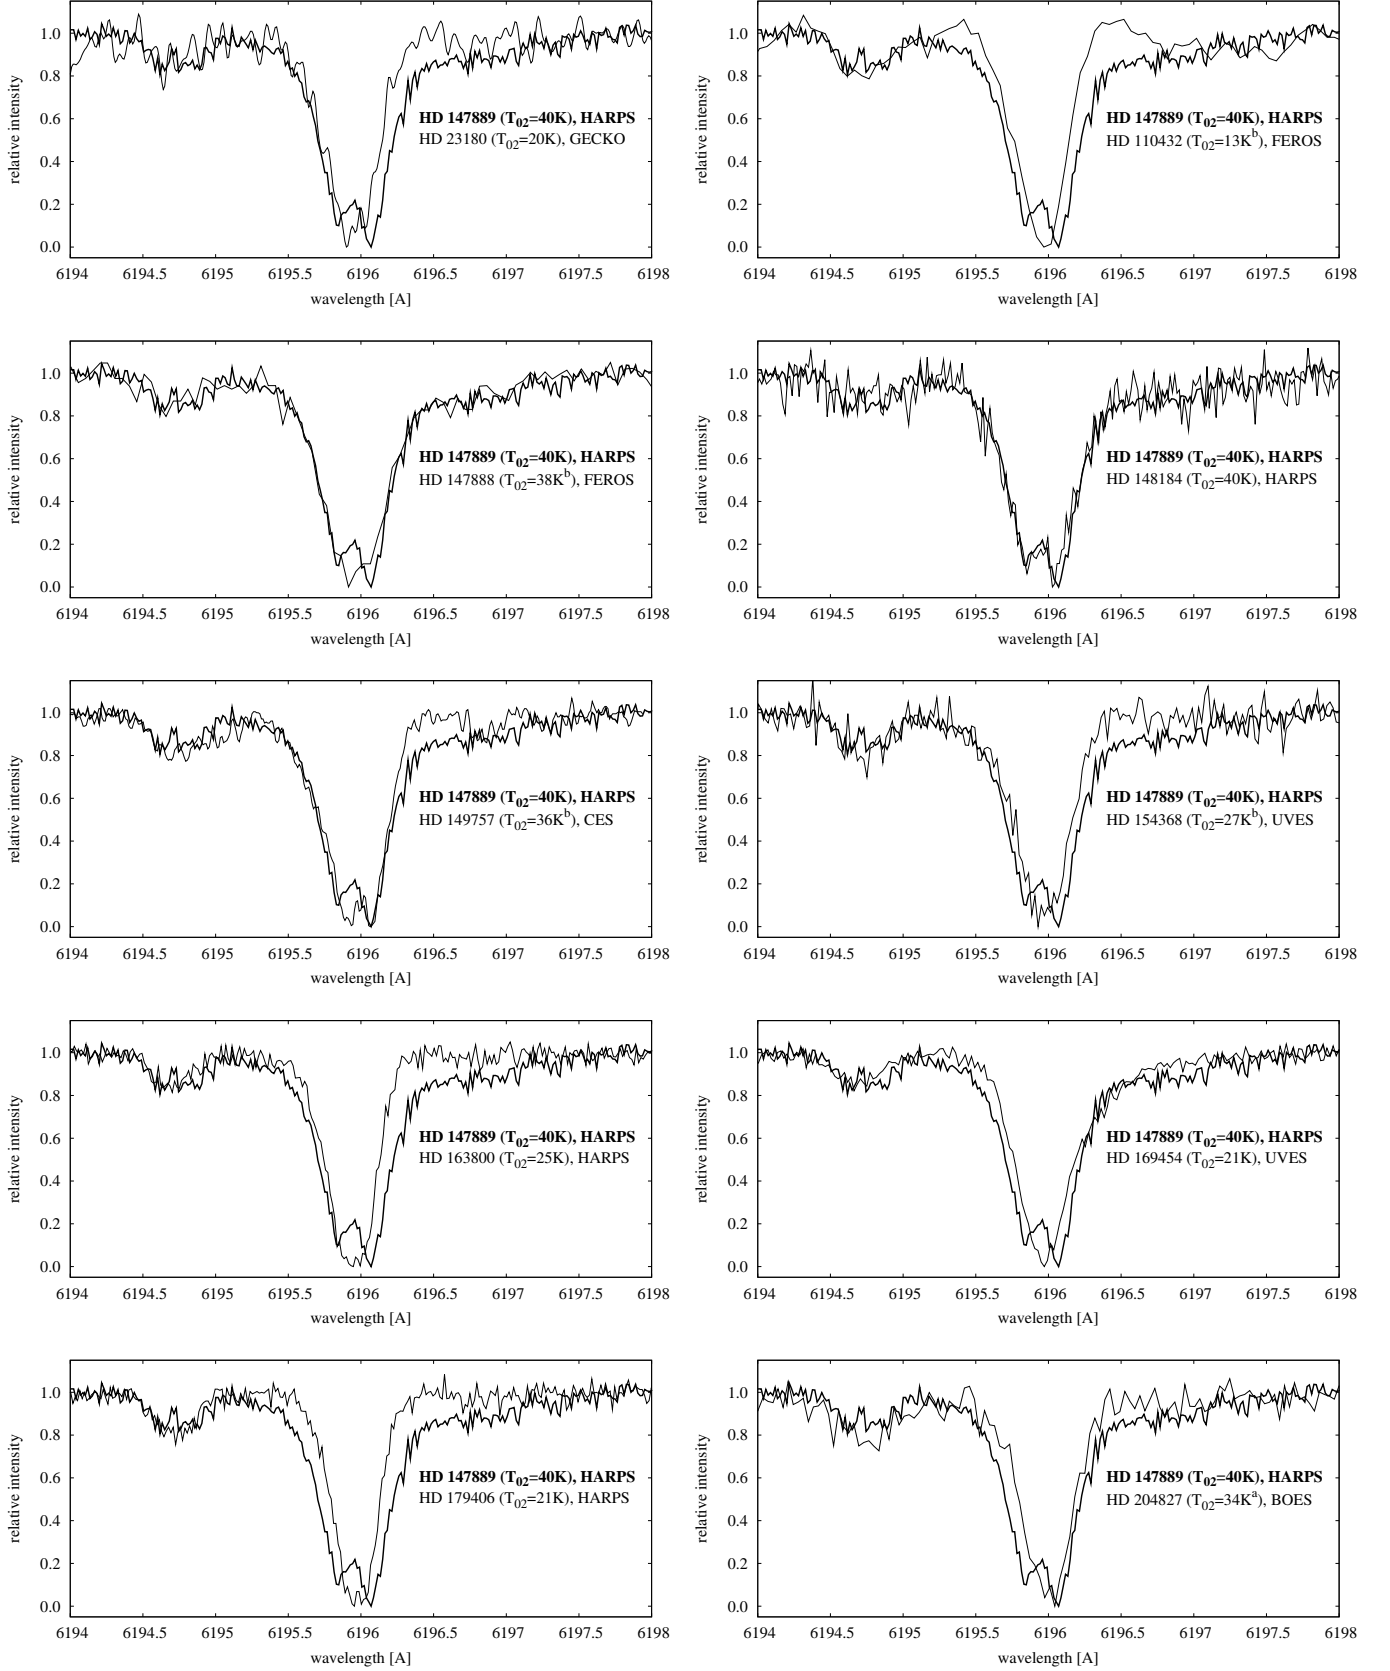 1.0
0.8
0.6
0.4
0.2
0.0
relative intensity
HD 147889 (T02=40K), HARPS
HD 23180 (T02=20K), GECKO
6194 6194.5 6195 6195.5 6196 6196.5 6197 6197.5 6198
wavelength [A]
1.0
0.8
0.6
0.4
0.2
0.0
relative intensity
HD 147889 (T02=40K), HARPS
HD 110432 (T02=13Kb), FEROS
6194 6194.5 6195 6195.5 6196 6196.5 6197 6197.5 6198
wavelength [A]
1.0
0.8
0.6
0.4
0.2
0.0
relative intensity
HD 147889 (T02=40K), HARPS
HD 147888 (T02=38Kb), FEROS
6194 6194.5 6195 6195.5 6196 6196.5 6197 6197.5 6198
wavelength [A]
1.0
0.8
0.6
0.4
0.2
0.0
relative intensity
HD 147889 (T02=40K), HARPS
HD 148184 (T02=40K), HARPS
6194 6194.5 6195 6195.5 6196 6196.5 6197 6197.5 6198
wavelength [A]
1.0
0.8
0.6
0.4
0.2
0.0
relative intensity
HD 147889 (T02=40K), HARPS
HD 149757 (T02=36Kb), CES
6194 6194.5 6195 6195.5 6196 6196.5 6197 6197.5 6198
wavelength [A]
1.0
0.8
0.6
0.4
0.2
0.0
relative intensity
HD 147889 (T02=40K), HARPS
HD 154368 (T02=27Kb), UVES
6194 6194.5 6195 6195.5 6196 6196.5 6197 6197.5 6198
wavelength [A]
1.0
0.8
0.6
0.4
0.2
0.0
relative intensity
HD 147889 (T02=40K), HARPS
HD 163800 (T02=25K), HARPS
6194 6194.5 6195 6195.5 6196 6196.5 6197 6197.5 6198
wavelength [A]
1.0
0.8
0.6
0.4
0.2
0.0
relative intensity
HD 147889 (T02=40K), HARPS
HD 169454 (T02=21K), UVES
6194 6194.5 6195 6195.5 6196 6196.5 6197 6197.5 6198
wavelength [A]
1.0
0.8
0.6
0.4
0.2
0.0
relative intensity
HD 147889 (T02=40K), HARPS
HD 179406 (T02=21K), HARPS
6194 6194.5 6195 6195.5 6196 6196.5 6197 6197.5 6198
wavelength [A]
1.0
0.8
0.6
0.4
0.2
0.0
relative intensity
HD 147889 (T02=40K), HARPS
HD 204827 (T02=34Ka), BOES
6194 6194.5 6195 6195.5 6196 6196.5 6197 6197.5 6198
wavelength [A]